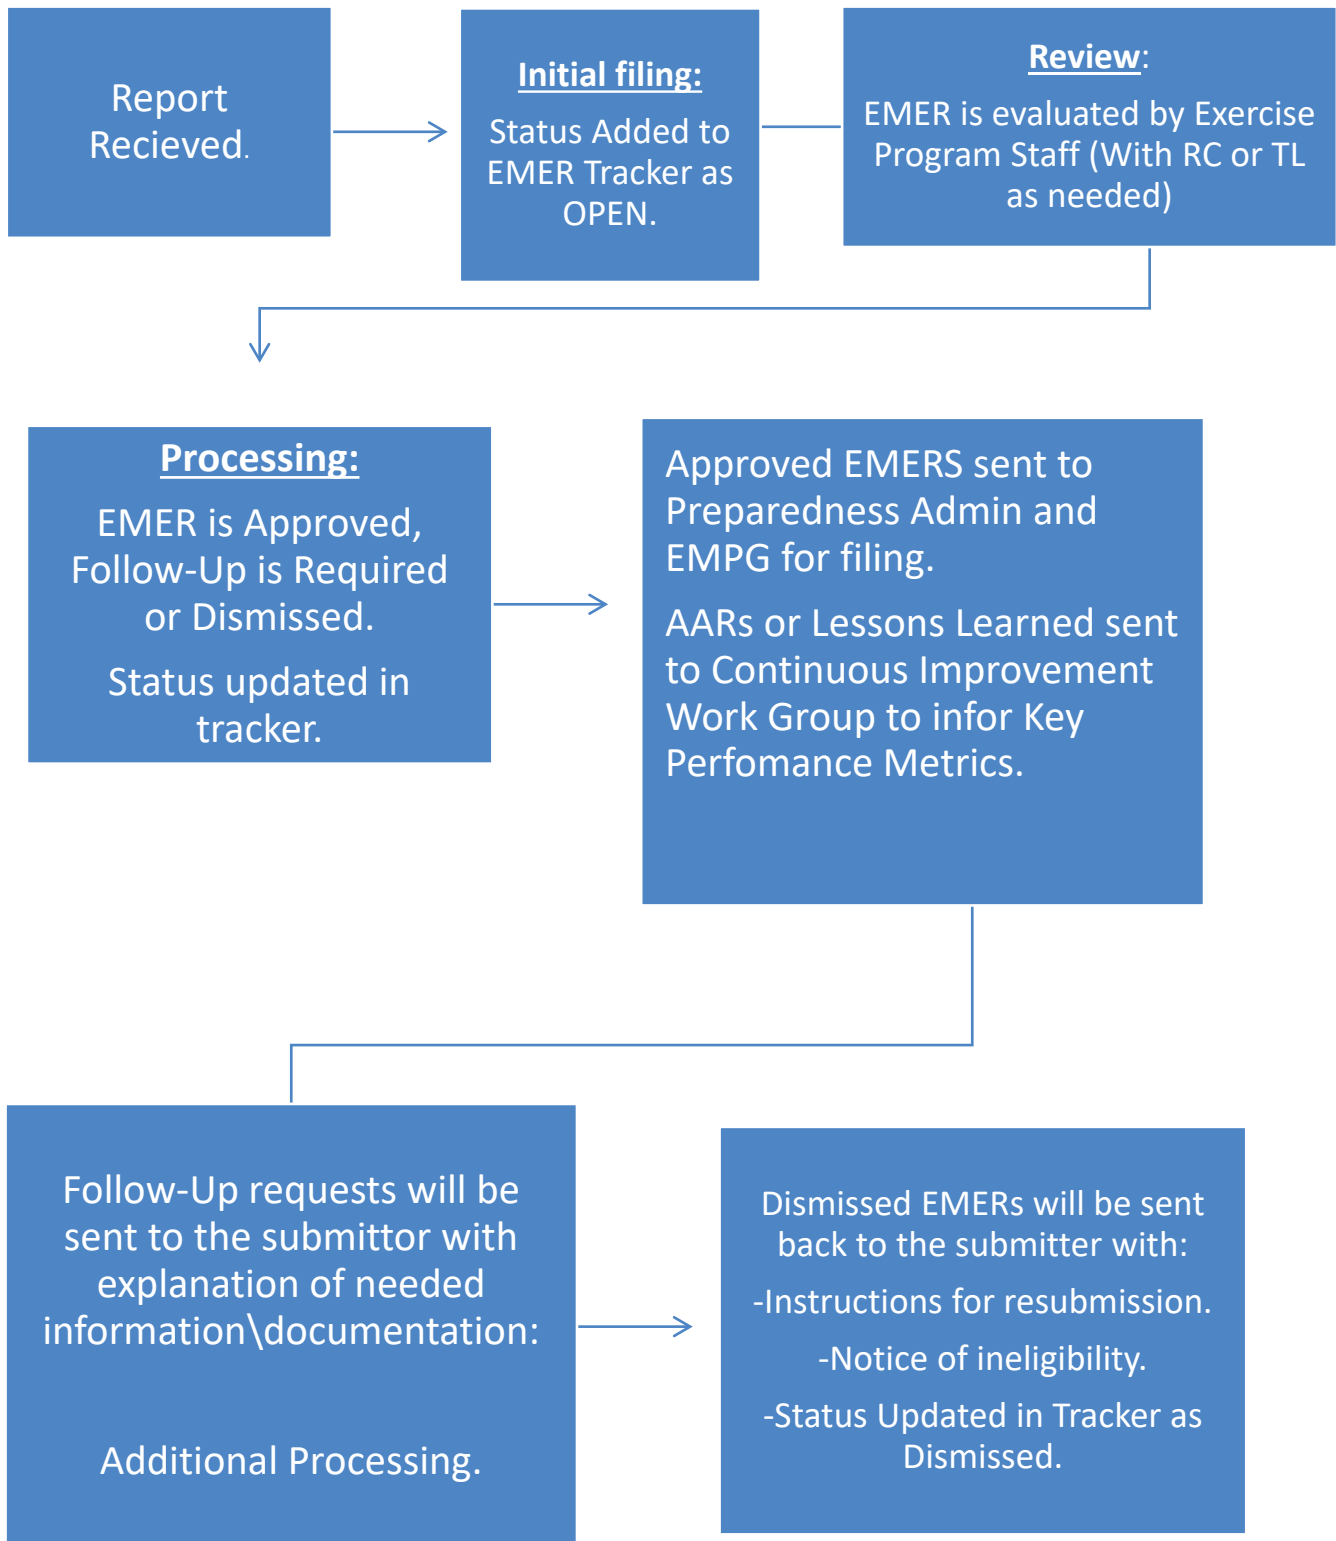 Report
Recieved.
Initial filing:
Status Added to
EMER Tracker as
OPEN.
Review:
EMER is evaluated by Exercise
Program Staff (With RC or TL
as needed)
Processing:
EMER is Approved,
Follow-Up is Required
or Dismissed.
Status updated in
tracker.
Approved EMERS sent to
Preparedness Admin and
EMPG for filing.
AARs or Lessons Learned sent
to Continuous Improvement
Work Group to infor Key
Perfomance Metrics.
Follow-Up requests will be
sent to the submittor with
explanation of needed
information\documentation:
Additional Processing.
Dismissed EMERs will be sent
back to the submitter with:
-Instructions for resubmission.
-Notice of ineligibility.
-Status Updated in Tracker as
Dismissed.